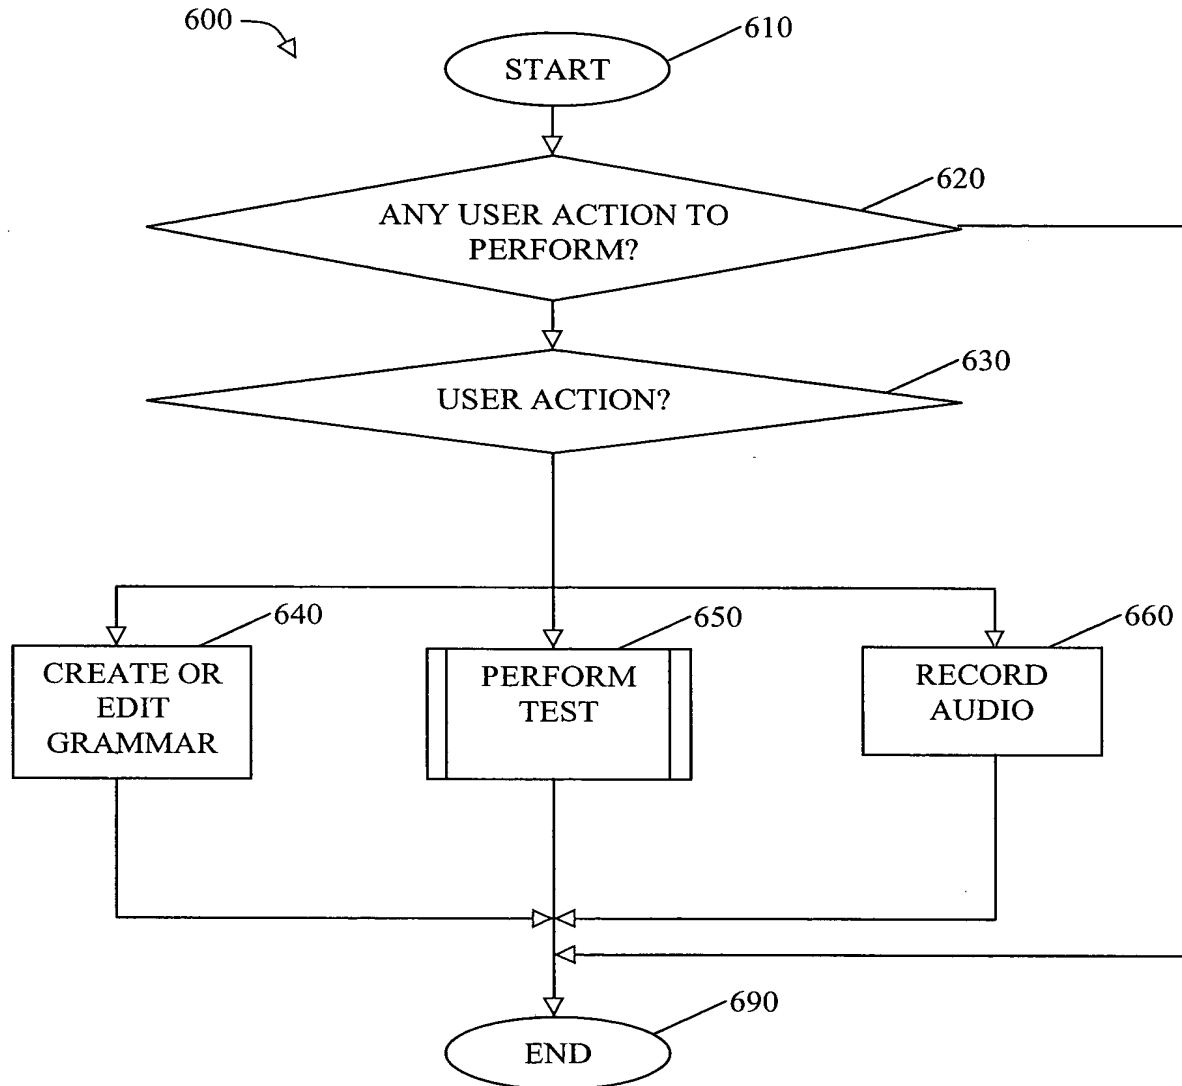 600
610
START
620
ANY USER ACTION TO
PERFORM?
630
USER ACTION?
640
CREATE OR
EDIT
GRAMMAR
650
PERFORM
TEST
660
RECORD
AUDIO
690
END